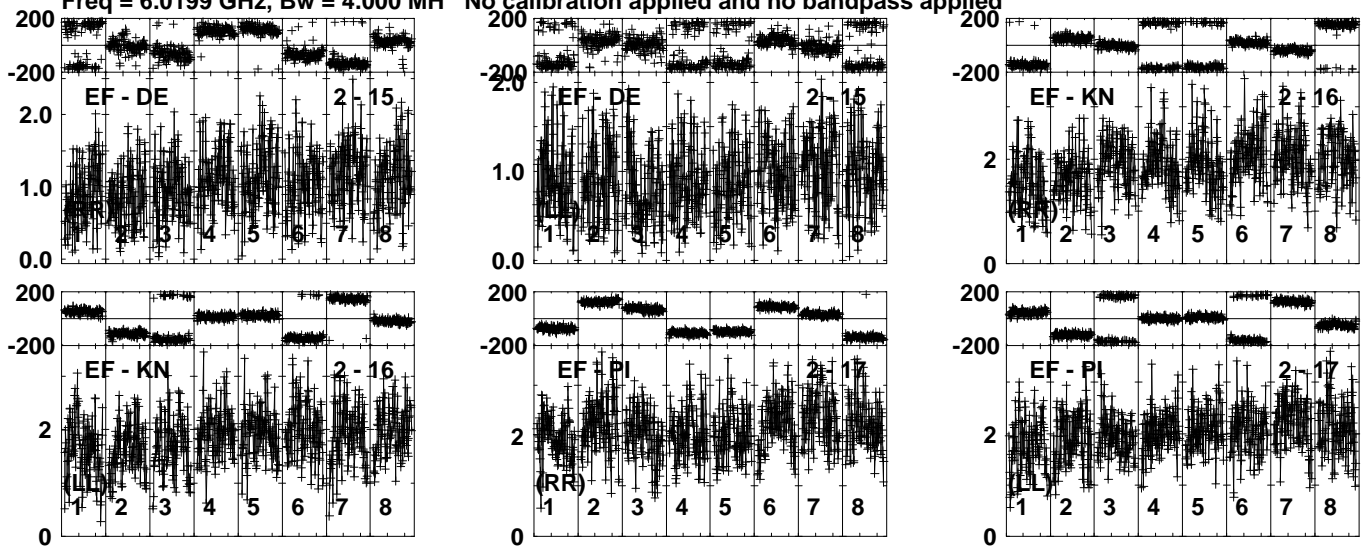 Freq = 6.0199 GHz, Bw = 4.000 MH No calibration applied and no bandpass applied
200
-200
EF - DE 2 - 15
2.0
1.0
0.0
(RR)
1 2 3 4 5 6 7 8
200
-200
EF - DE 2 - 15
2.0
1.0
0.0
(LL)
1 2 3 4 5 6 7 8
200
-200
EF - KN 2 - 16
2
0
(RR)
1 2 3 4 5 6 7 8
200
-200
EF - KN 2 - 16
2
0
(LL)
1 2 3 4 5 6 7 8
200
-200
EF - PI 2 - 17
2
0
(RR)
1 2 3 4 5 6 7 8
200
-200
EF - PI 2 - 17
2
0
(LL)
1 2 3 4 5 6 7 8